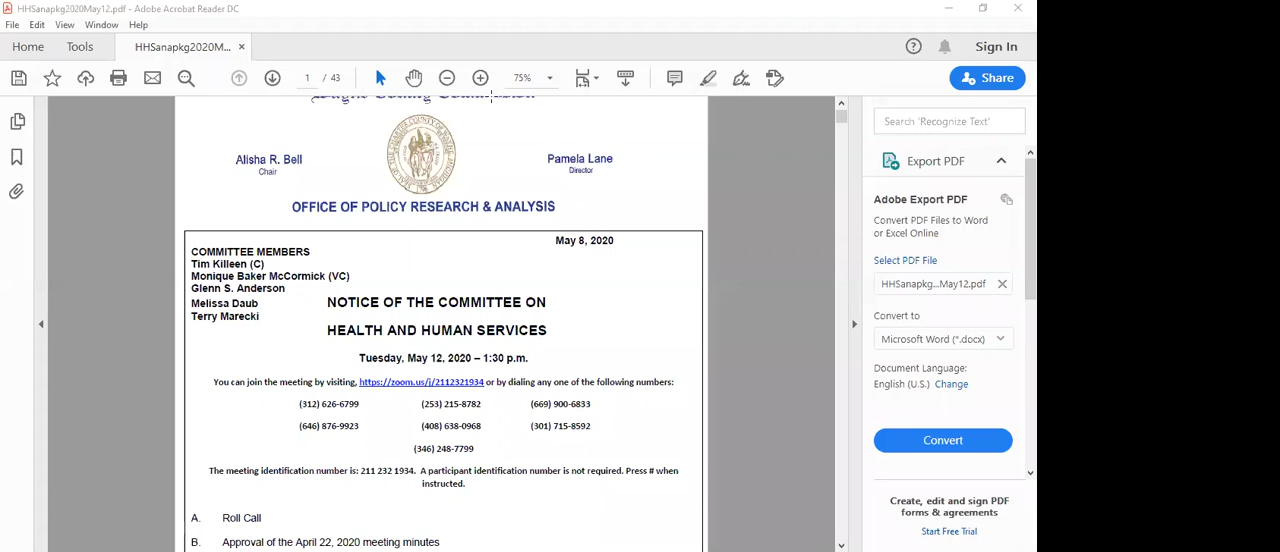 HHSanapkg2020May12.pdf - Adobe Acrobat Reader DC
File Edit View Window Help
Home Tools HHSanapkg2020M... × Sign In
1 / 43 75% Share
Alisha R. Bell
Chair
Pamela Lane
Director
OFFICE OF POLICY RESEARCH & ANALYSIS
May 8, 2020
COMMITTEE MEMBERS
Tim Killeen (C)
Monique Baker McCormick (VC)
Glenn S. Anderson
Melissa Daub
Terry Marecki
NOTICE OF THE COMMITTEE ON
HEALTH AND HUMAN SERVICES
Tuesday, May 12, 2020 – 1:30 p.m.
You can join the meeting by visiting, https://zoom.us/j/2112321934 or by dialing any one of the following numbers:
(312) 626-6799 (253) 215-8782 (669) 900-6833
(646) 876-9923 (408) 638-0968 (301) 715-8592
(346) 248-7799
The meeting identification number is: 211 232 1934. A participant identification number is not required. Press # when
instructed.
A. Roll Call
B. Approval of the April 22, 2020 meeting minutes
Search 'Recognize Text'
Export PDF
Adobe Export PDF
Convert PDF Files to Word
or Excel Online
Select PDF File
HHSanapkg...May12.pdf
Convert to
Microsoft Word (*.docx)
Document Language:
English (U.S.) Change
Convert
Create, edit and sign PDF
forms & agreements
Start Free Trial